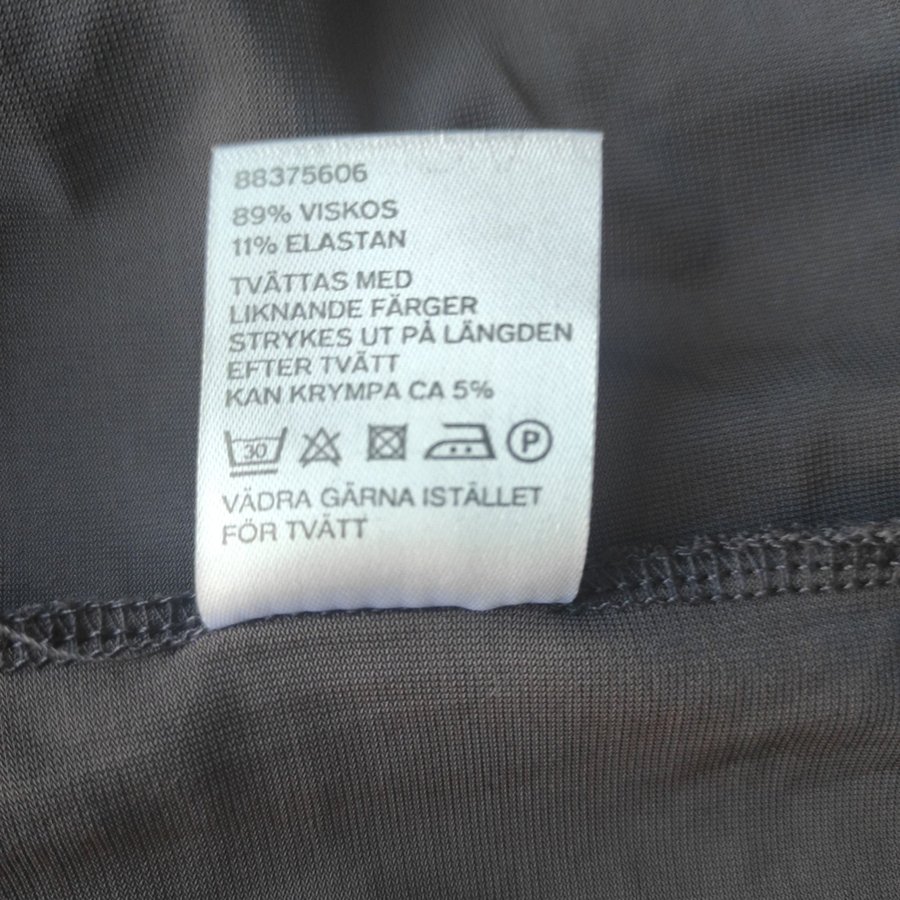 88375606
89% VISKOS
11% ELASTAN
TVÄTTAS MED
LIKNANDE FÄRGER
STRYKES UT PÅ LÄNGDEN
EFTER TVÄTT
KAN KRYMPA CA 5%
30 P
VÄDRA GÄRNA ISTÄLLET
FÖR TVÄTT